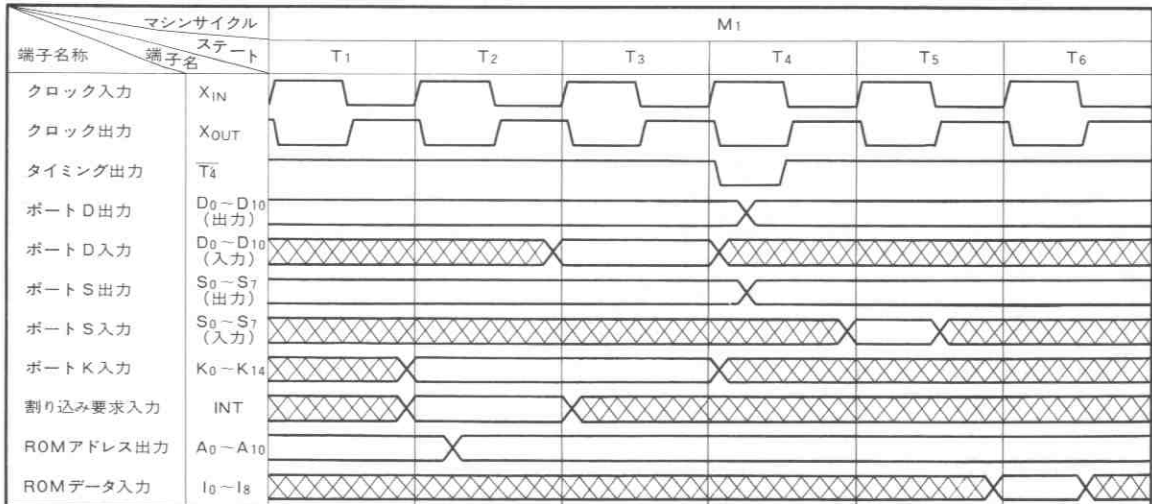 マシンサイクル M1
ステート
端子名称 端子名 T1 T2 T3 T4 T5 T6
クロック入力 XIN
クロック出力 XOUT
タイミング出力 T̅4̅
ポートD出力 D0～D10
(出力)
ポートD入力 D0～D10
(入力)
ポートS出力 S0～S7
(出力)
ポートS入力 S0～S7
(入力)
ポートK入力 K0～K14
割り込み要求入力 INT
ROMアドレス出力 A0～A10
ROMデータ入力 I0～I8